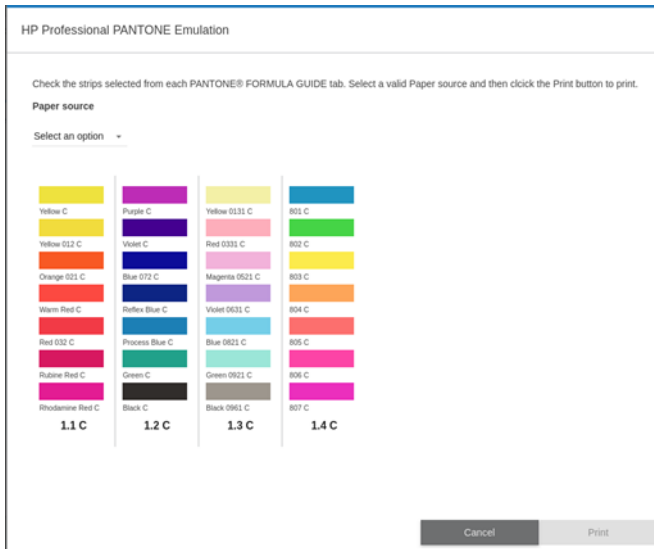 HP Professional PANTONE Emulation
Check the strips selected from each PANTONE® FORMULA GUIDE tab. Select a valid Paper source and then clcick the Print button to print.
Paper source
Select an option
Yellow C
Yellow 012 C
Orange 021 C
Warm Red C
Red 032 C
Rubine Red C
Rhodamine Red C
1.1 C
Purple C
Violet C
Blue 072 C
Reflex Blue C
Process Blue C
Green C
Black C
1.2 C
Yellow 0131 C
Red 0331 C
Magenta 0521 C
Violet 0631 C
Blue 0821 C
Green 0921 C
Black 0961 C
1.3 C
801 C
802 C
803 C
804 C
805 C
806 C
807 C
1.4 C
Cancel
Print